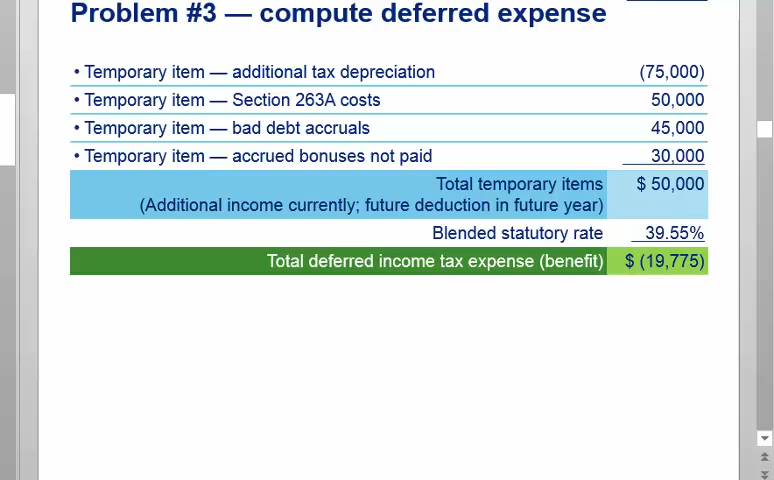 Problem #3 — compute deferred expense
• Temporary item — additional tax depreciation (75,000)
• Temporary item — Section 263A costs 50,000
• Temporary item — bad debt accruals 45,000
• Temporary item — accrued bonuses not paid 30,000
Total temporary items $ 50,000
(Additional income currently; future deduction in future year)
Blended statutory rate 39.55%
Total deferred income tax expense (benefit) $ (19,775)